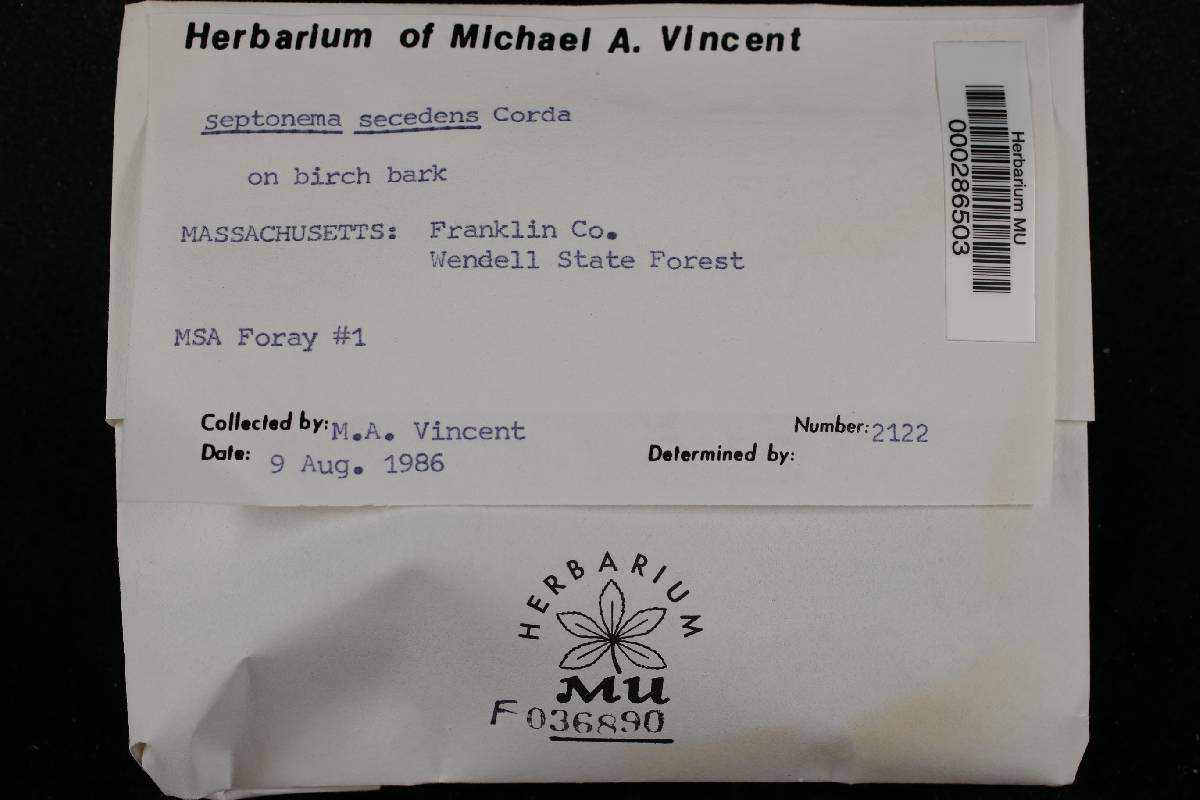 Herbarium of Michael A. Vincent
Septonema secedens Corda
on birch bark
MASSACHUSETTS: Franklin Co.
Wendell State Forest
MSA Foray #1
Collected by: M.A. Vincent
Number: 2122
Date: 9 Aug. 1986
Determined by:
Herbarium MU
000286503
HERBARIUM
MU
F036890